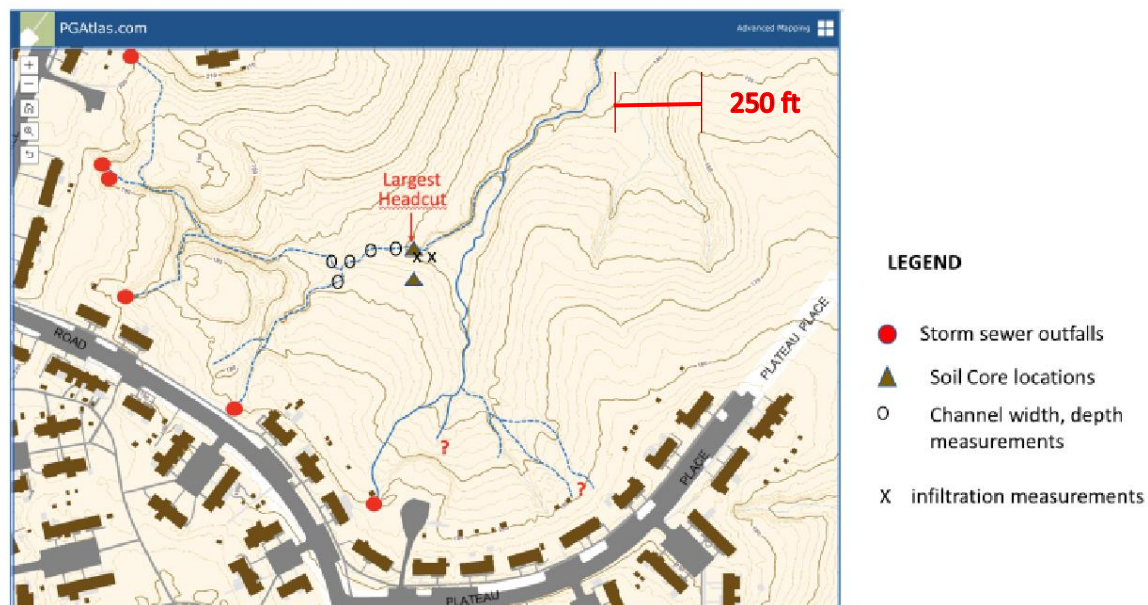 PGAtlas.com
Advanced Mapping
250 ft
Largest
Headcut
O
O
O
O
O
X X
?
?
ROAD
PLATEAU PLACE
PLACE
PLATEAU
LEGEND
Storm sewer outfalls
Soil Core locations
O Channel width, depth
measurements
X infiltration measurements